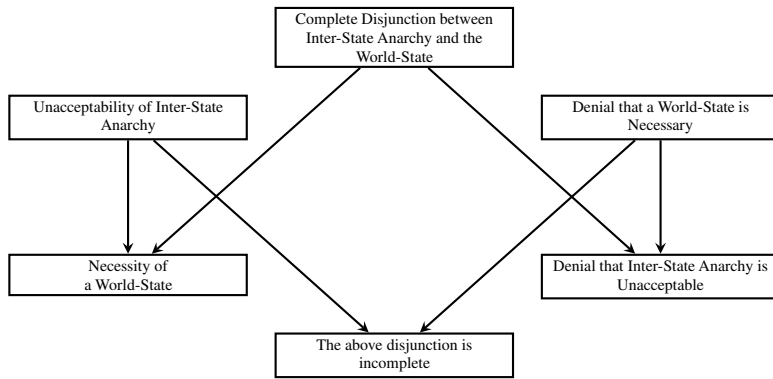 Complete Disjunction between
Inter-State Anarchy and the
World-State
Unacceptability of Inter-State
Anarchy
Denial that a World-State is
Necessary
Necessity of
a World-State
Denial that Inter-State Anarchy is
Unacceptable
The above disjunction is
incomplete